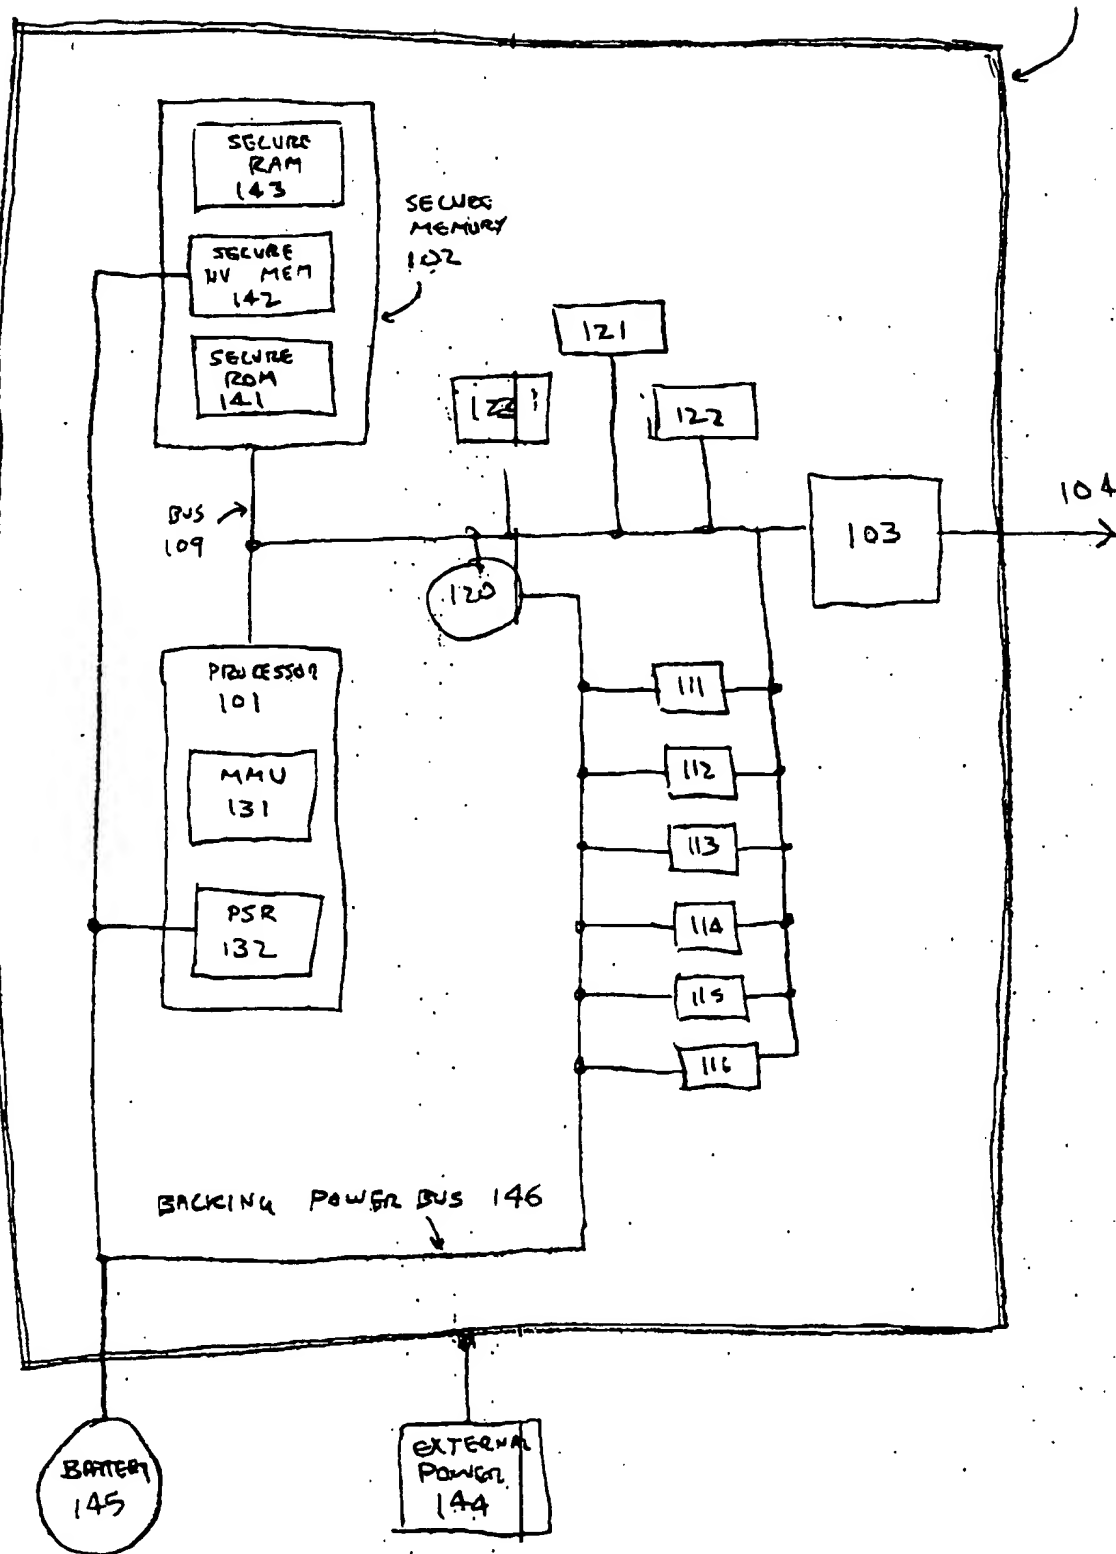 SECURE
RAM
143
SECURE
MEMORY
102
SECURE
NV MEM
142
SECURE
ROM
141
121
122
BUS
109
103
104
120
PROCESSOR
101
MMU
131
PSR
132
111
112
113
114
115
116
BACKING POWER BUS 146
BATTERY
145
EXTERNAL
POWER
144